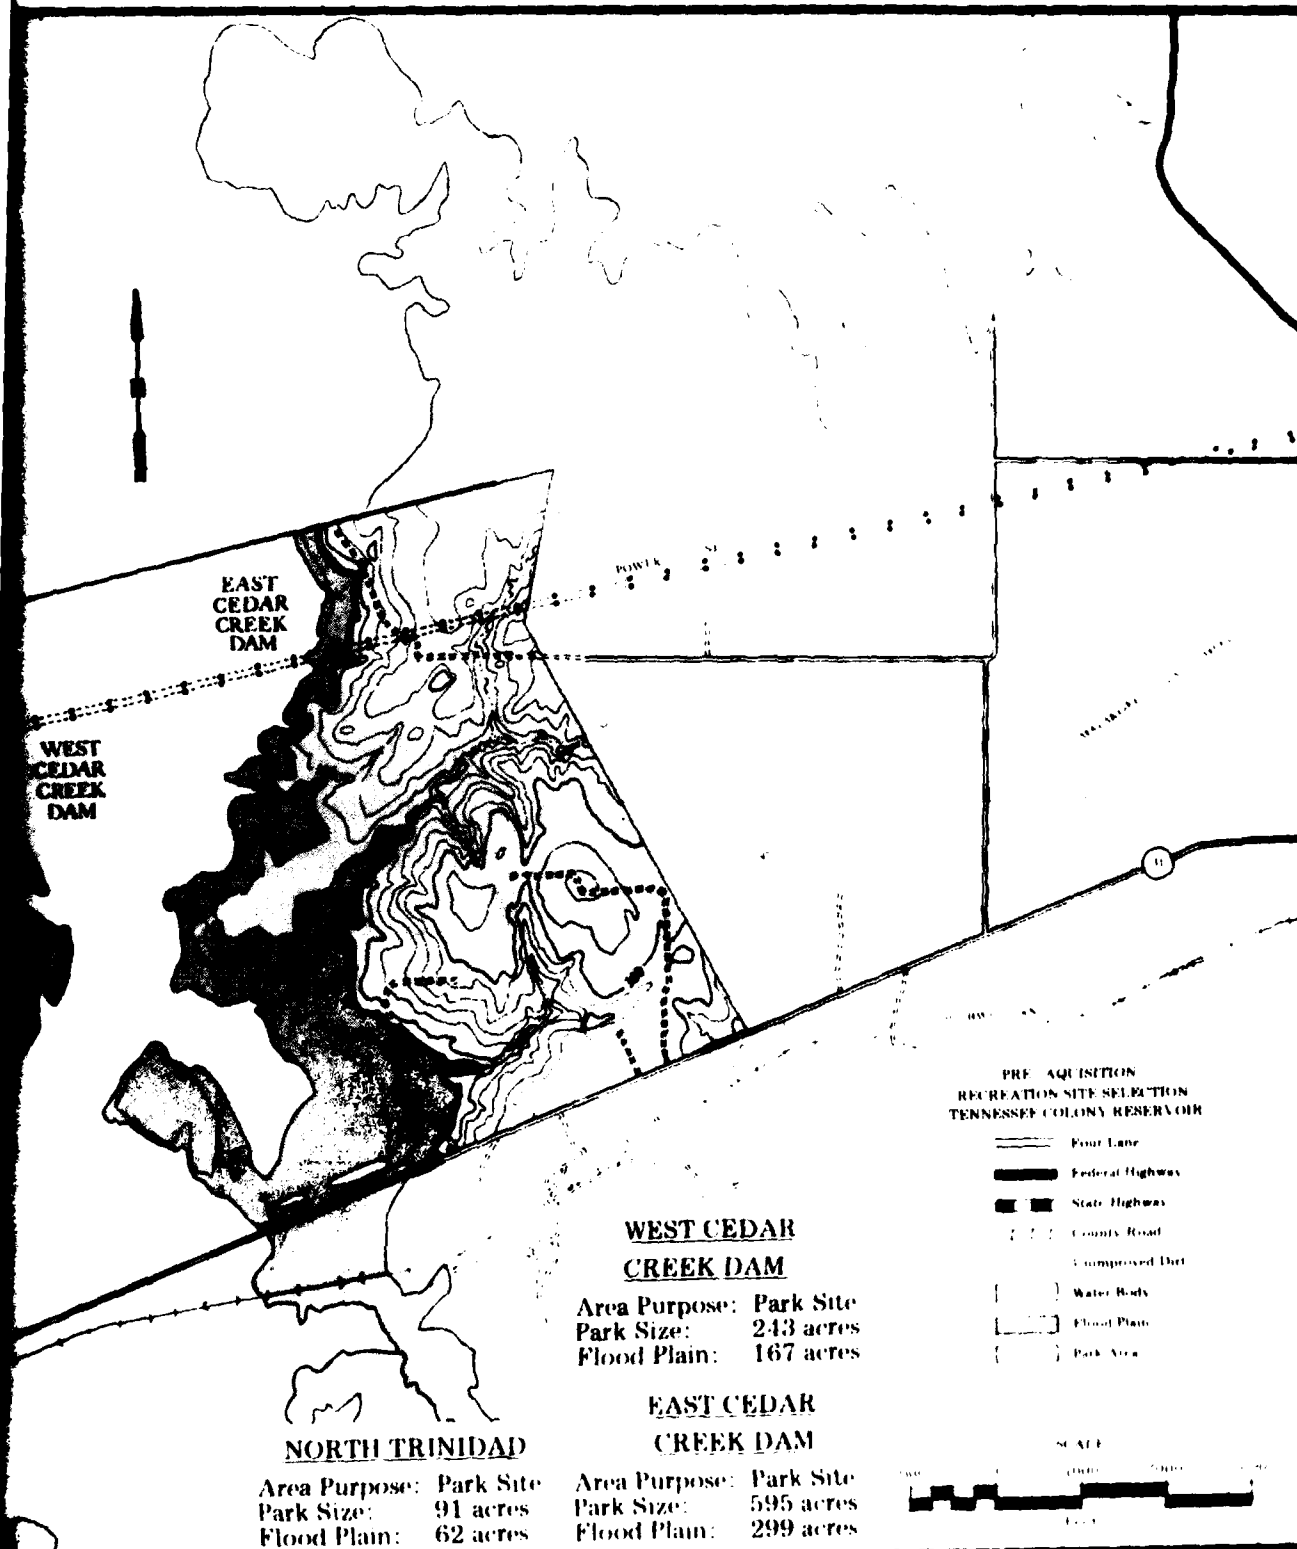 EAST
CEDAR
CREEK
DAM
POWER
WEST
CEDAR
CREEK
DAM
PRE AQUISITION
RECREATION SITE SELECTION
TENNESSEE COLONY RESERVOIR
Four Lane
Federal Highway
State Highway
County Road
Unimproved Dirt
Water Body
Flood Plain
Park Area
WEST CEDAR
CREEK DAM
Area Purpose: Park Site
Park Size: 243 acres
Flood Plain: 167 acres
EAST CEDAR
CREEK DAM
Area Purpose: Park Site
Park Size: 595 acres
Flood Plain: 299 acres
NORTH TRINIDAD
Area Purpose: Park Site
Park Size: 91 acres
Flood Plain: 62 acres
SCALE
Feet